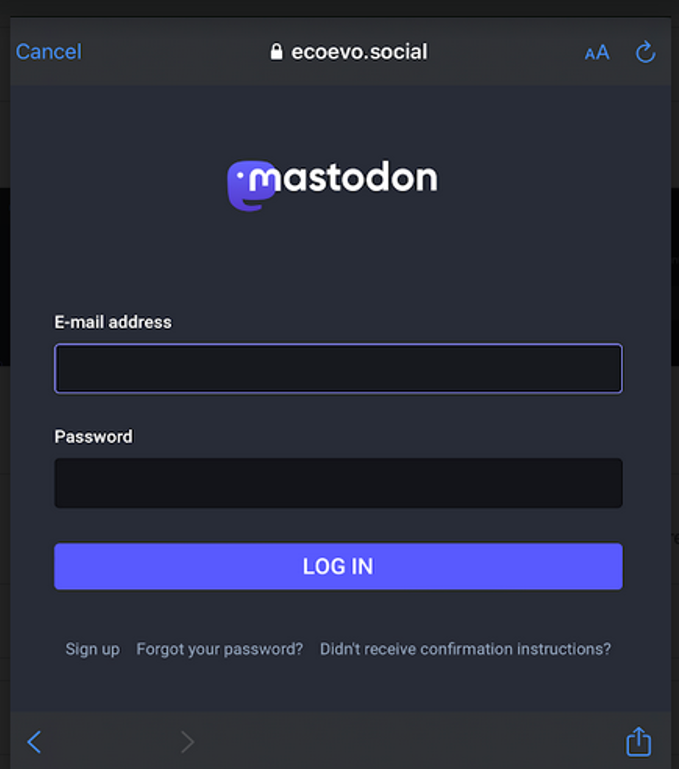 Cancel ecoevo.social AA
mastodon
E-mail address
Password
LOG IN
Sign up Forgot your password? Didn't receive confirmation instructions?